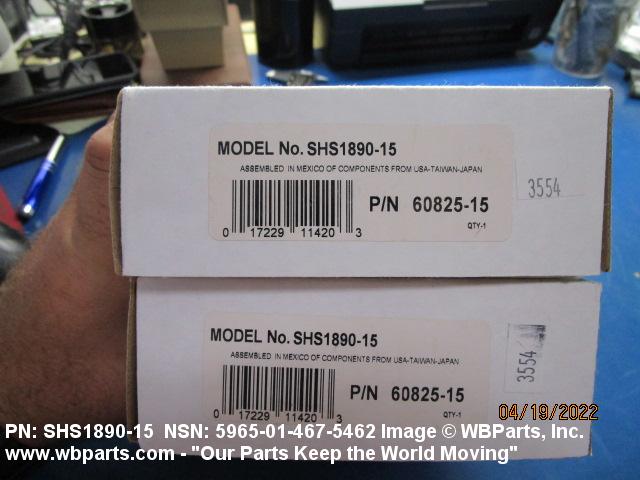 MODEL No. SHS1890-15
ASSEMBLED IN MEXICO OF COMPONENTS FROM USA-TAIWAN-JAPAN
P/N 60825-15
0 17229 11420 3
QTY-1
3554
MODEL No. SHS1890-15
ASSEMBLED IN MEXICO OF COMPONENTS FROM USA-TAIWAN-JAPAN
P/N 60825-15
0 17229 11420 3
QTY-1
3554
04/19/2022
PN: SHS1890-15 NSN: 5965-01-467-5462 Image © WBParts, Inc.
www.wbparts.com - "Our Parts Keep the World Moving"